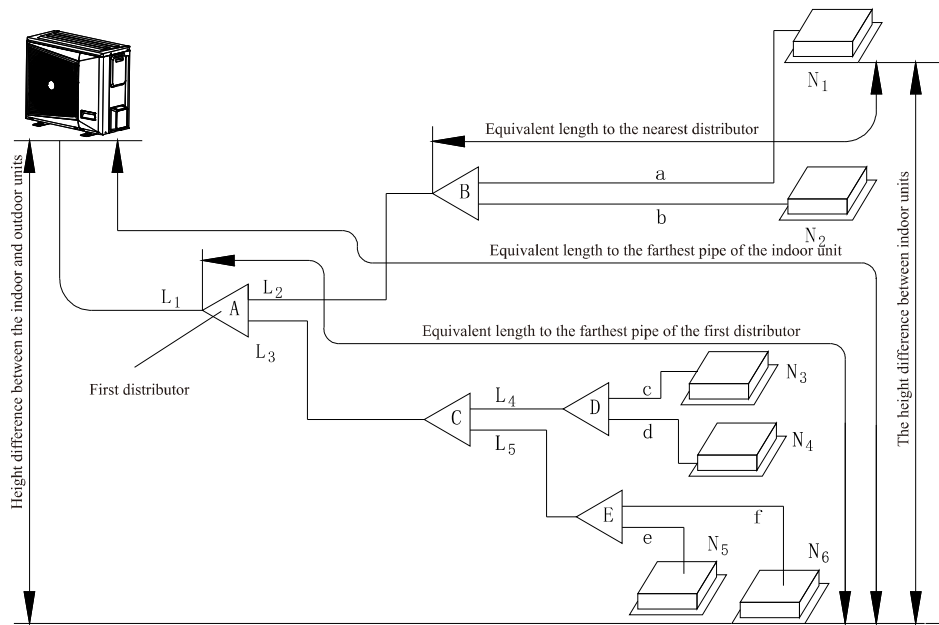 N1
Equivalent length to the nearest distributor
a
B
b
N2
Equivalent length to the farthest pipe of the indoor unit
L1
L2
A
L3
Equivalent length to the farthest pipe of the first distributor
First distributor
c
N3
L4
D
C
d
L5
N4
E
f
e
N5
N6
Height difference between the indoor and outdoor units
The height difference between indoor units